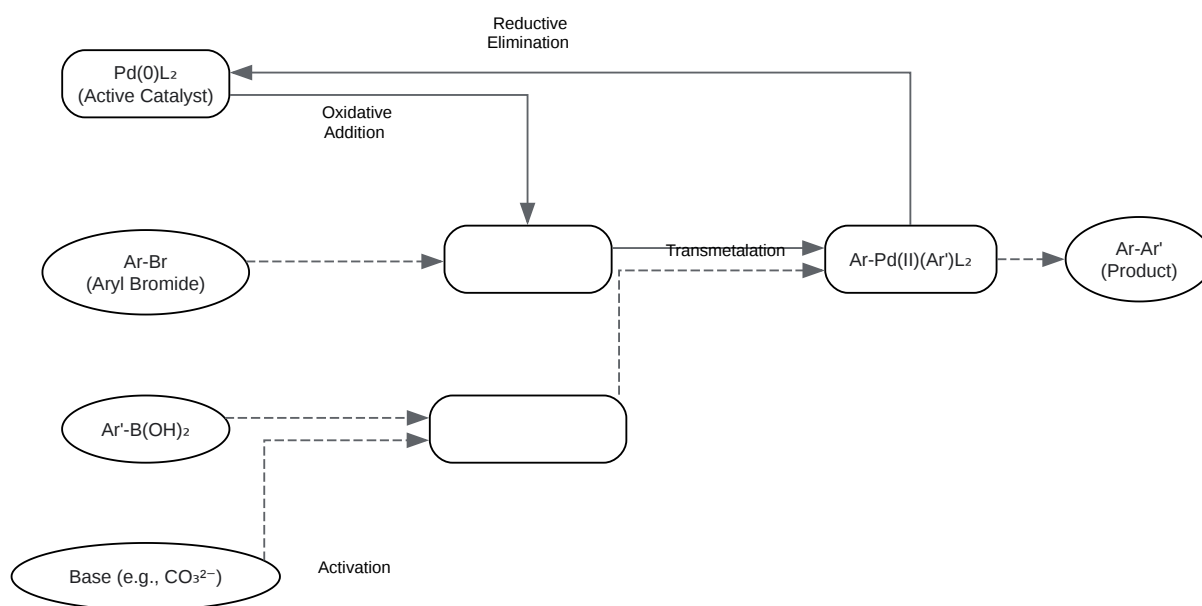 Reductive
Elimination
Pd(0)L₂
(Active Catalyst)
Oxidative
Addition
Ar-Br
(Aryl Bromide)
Transmetalation
Ar-Pd(II)(Ar')L₂
Ar-Ar'
(Product)
Ar'-B(OH)₂
Base (e.g., CO₃²⁻)
Activation